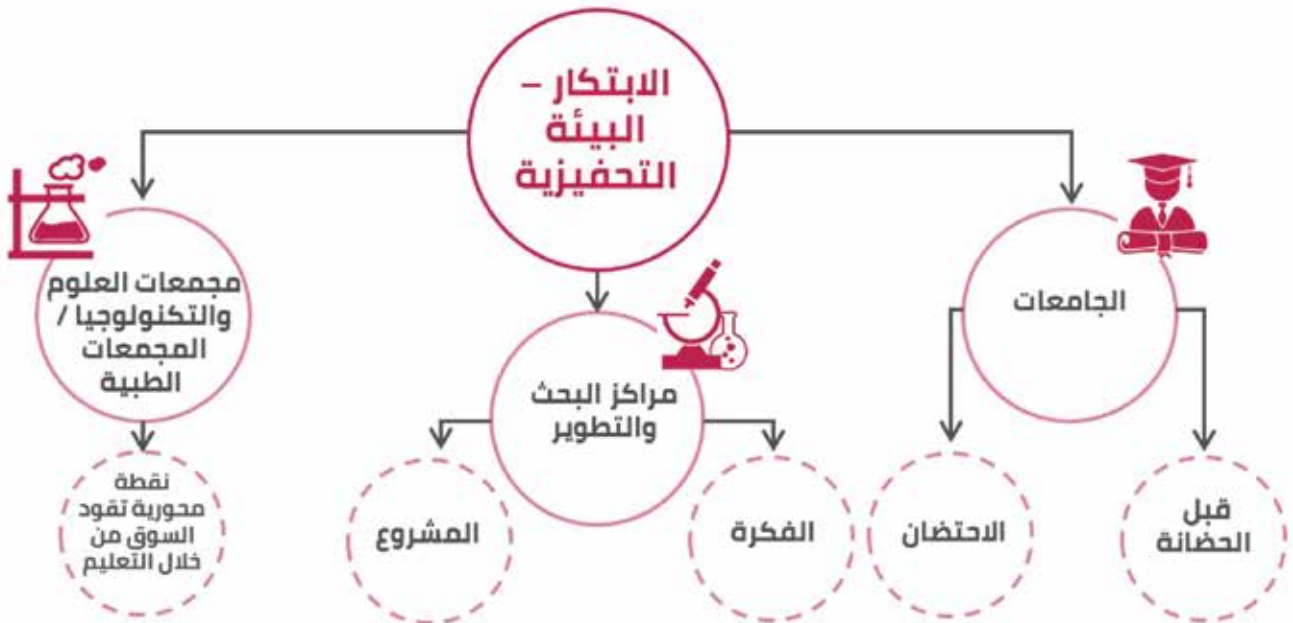 الابتكار –
البيئة
التحفيزية
الجامعات
قبل
الحضانة
الاحتضان
مراكز البحث
والتطوير
الفكرة
المشروع
مجمعات العلوم
والتكنولوجيا /
المجمعات
الطبية
نقطة
محورية تقود
السوق من
خلال التعليم